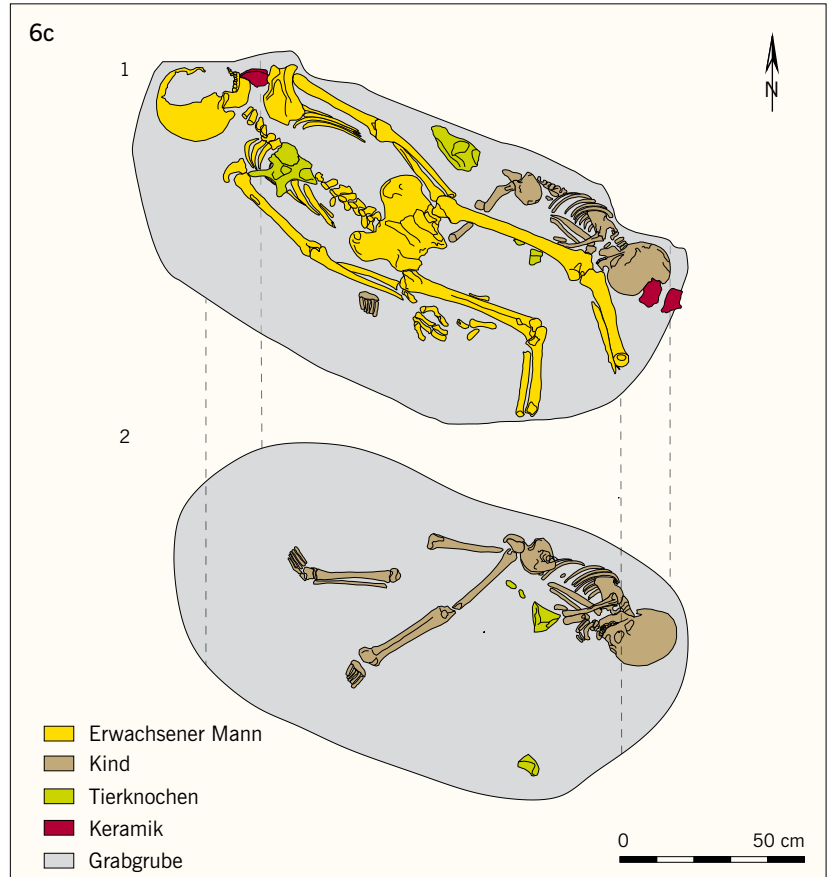 6c
1
N
2
Erwachsener Mann
Kind
Tierknochen
Keramik
Grabgrube
0 50 cm